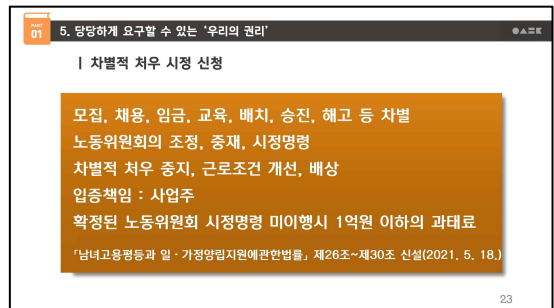 PART
01
5. 당당하게 요구할 수 있는 '우리의 권리'
| 차별적 처우 시정 신청
모집, 채용, 임금, 교육, 배치, 승진, 해고 등 차별
노동위원회의 조정, 중재, 시정명령
차별적 처우 중지, 근로조건 개선, 배상
입증책임 : 사업주
확정된 노동위원회 시정명령 미이행시 1억원 이하의 과태료
「남녀고용평등과 일·가정양립지원에관한법률」 제26조~제30조 신설(2021. 5. 18.)
23